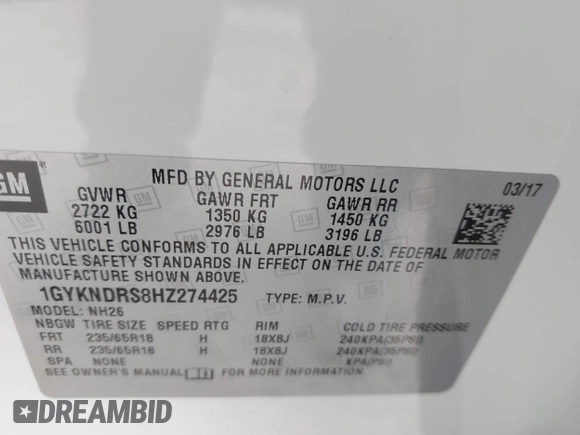 GM
MFD BY GENERAL MOTORS LLC
03/17
GVWR GAWR FRT GAWR RR
2722 KG 1350 KG 1450 KG
6001 LB 2976 LB 3196 LB
THIS VEHICLE CONFORMS TO ALL APPLICABLE U.S. FEDERAL MOTOR
VEHICLE SAFETY STANDARDS IN EFFECT ON THE DATE OF
MANUFACTURE SHOWN ABOVE.
1GYKNDRS8HZ274425 TYPE: M.P.V.
MODEL: NH26
NBGW TIRE SIZE SPEED RTG RIM COLD TIRE PRESSURE
FRT 235/65R18 H 18X8J 240KPA(35PSI)
RR 235/65R18 H 18X8J 240KPA(35PSI)
SPA NONE NONE KPA(PSI)
SEE OWNER'S MANUAL FOR MORE INFORMATION.
DREAMBID